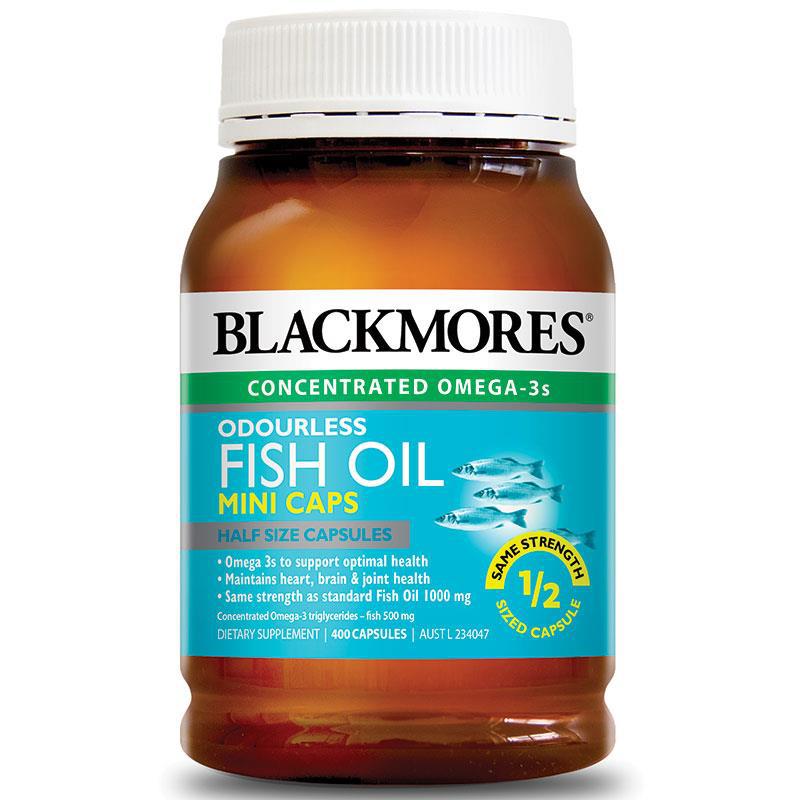 BLACKMORES®
CONCENTRATED OMEGA-3s
ODOURLESS
FISH OIL
MINI CAPS
HALF SIZE CAPSULES
• Omega 3s to support optimal health
• Maintains heart, brain & joint health
• Same strength as standard Fish Oil 1000 mg
Concentrated Omega-3 triglycerides – fish 500 mg
DIETARY SUPPLEMENT | 400 CAPSULES | AUST L 234047
SAME STRENGTH
1/2
SIZED CAPSULE